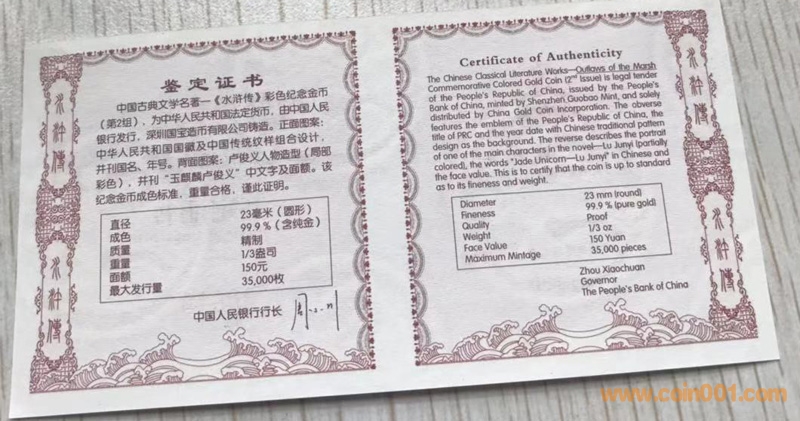 水浒传
水浒传
鉴定证书
中国古典文学名著—《水浒传》彩色纪念金币
（第2组），为中华人民共和国法定货币，由中国人民
银行发行，深圳国宝造币有限公司铸造。正面图案：
中华人民共和国国徽及中国传统纹样组合设计，
并刊国名、年号。背面图案：卢俊义人物造型（局部
彩色），并刊“玉麒麟卢俊义”中文字及面额。该
纪念金币成色标准，重量合格，谨此证明。
直径 23毫米（圆形）
成色 99.9％（含纯金）
质量 精制
重量 1/3盎司
面额 150元
最大发行量 35,000枚
中国人民银行行长
Certificate of Authenticity
The Chinese Classical Literature Works—Outlaws of the Marsh
Commemorative Colored Gold Coin (2nd Issue) is legal tender
of the People's Republic of China, issued by the People's
Bank of China, minted by Shenzhen Guobao Mint, and solely
distributed by China Gold Coin Incorporation. The obverse
features the emblem of the People's Republic of China, the
title of PRC and the year date with Chinese traditional pattern
design as the background. The reverse describes the portrait
of one of the main characters in the novel—Lu Junyi (partially
colored), the words "Jade Unicorn—Lu Junyi" in Chinese and
the face value. This is to certify that the coin is up to standard
as to its fineness and weight.
Diameter 23 mm (round)
Fineness 99.9 % (pure gold)
Quality Proof
Weight 1/3 oz
Face Value 150 Yuan
Maximum Mintage 35,000 pieces
Zhou Xiaochuan
Governor
The People's Bank of China
水浒传
水浒传
www.coin001.com